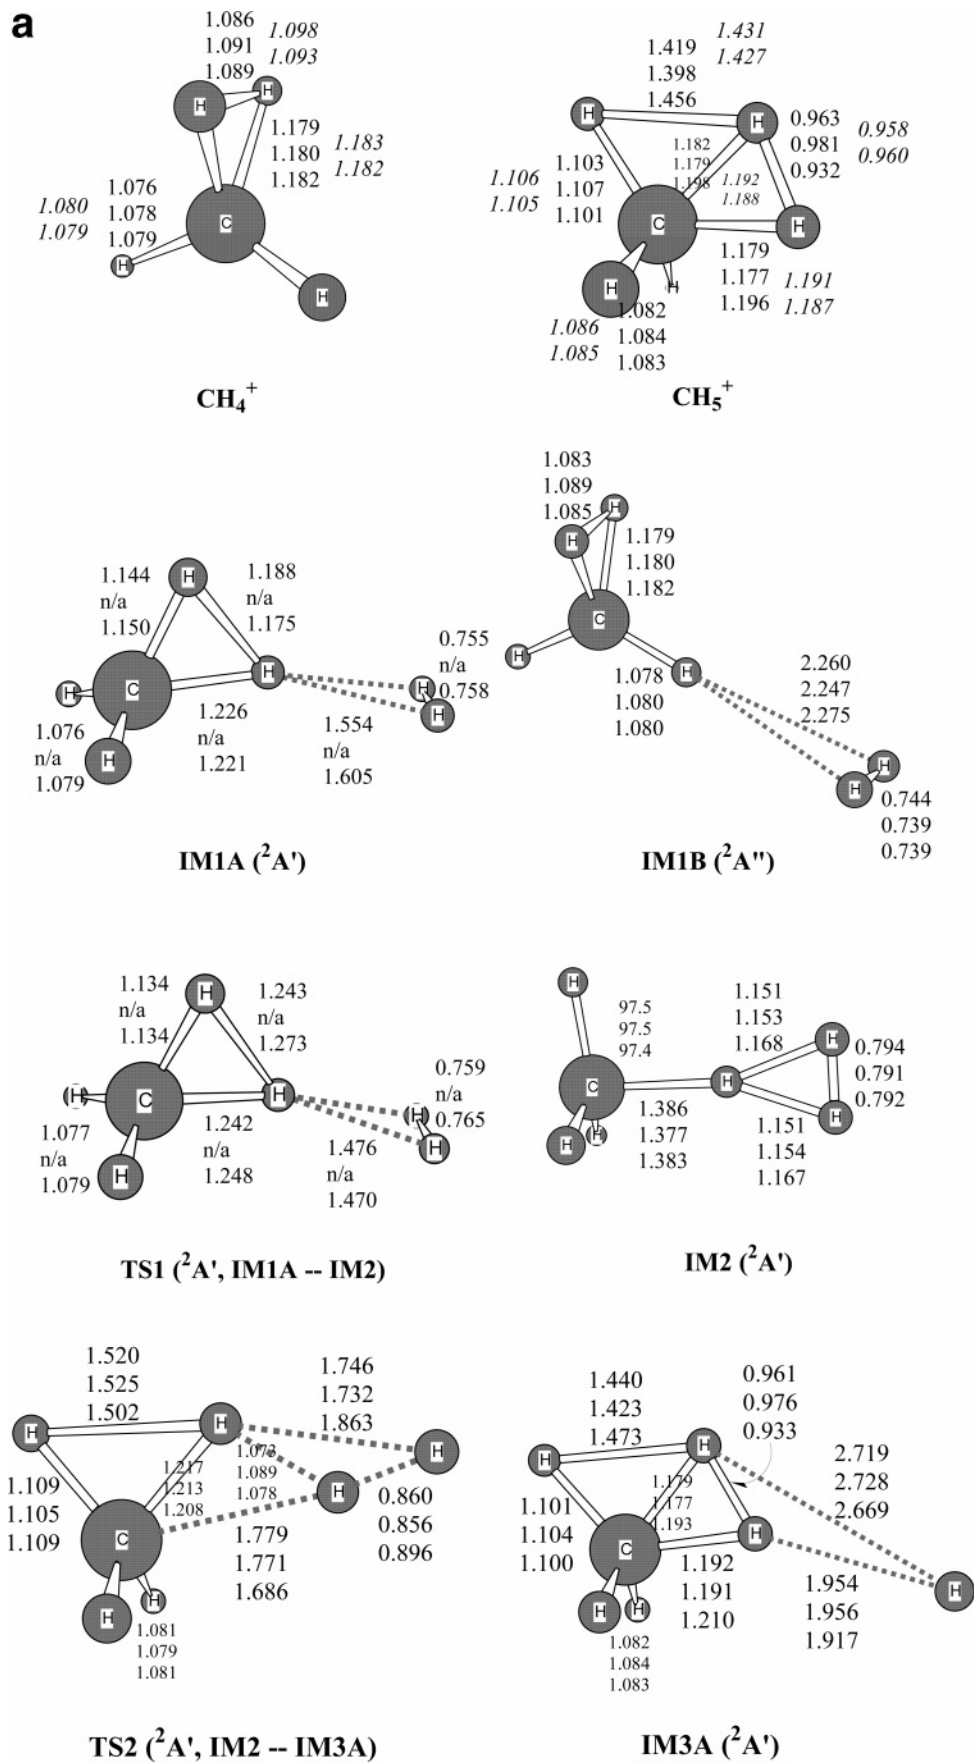 a
1.086
1.091
1.089
1.098
1.093
H
H
1.179
1.180
1.182
1.183
1.182
1.080
1.079
1.076
1.078
1.079
C
H
H
CH4+
1.431
1.427
1.419
1.398
1.456
H
H
0.963
0.981
0.932
0.958
0.960
1.182
1.179
1.198
1.192
1.188
1.106
1.105
1.103
1.107
1.101
C
H
1.179
1.177
1.196
1.191
1.187
H
H
1.086
1.085
1.082
1.084
1.083
CH5+
1.144
n/a
1.150
H
1.188
n/a
1.175
0.755
n/a
0.758
H
C
H
H
H
1.076
n/a
1.079
H
1.226
n/a
1.221
1.554
n/a
1.605
IM1A (2A')
1.083
1.089
1.085
H
H
1.179
1.180
1.182
C
H
H
1.078
1.080
1.080
2.260
2.247
2.275
H
H
0.744
0.739
0.739
IM1B (2A")
1.134
n/a
1.134
H
1.243
n/a
1.273
0.759
n/a
0.765
H
C
H
H
H
1.077
n/a
1.079
H
1.242
n/a
1.248
1.476
n/a
1.470
TS1 (2A', IM1A -- IM2)
H
97.5
97.5
97.4
1.151
1.153
1.168
H
0.794
0.791
0.792
C
H
H
H
H
1.386
1.377
1.383
1.151
1.154
1.167
IM2 (2A')
1.520
1.525
1.502
1.746
1.732
1.863
H
H
H
1.217
1.213
1.208
1.073
1.089
1.078
H
1.109
1.105
1.109
C
1.779
1.771
1.686
0.860
0.856
0.896
H
H
1.081
1.079
1.081
TS2 (2A', IM2 -- IM3A)
1.440
1.423
1.473
0.961
0.976
0.933
H
H
2.719
2.728
2.669
1.179
1.177
1.193
1.101
1.104
1.100
C
H
1.192
1.191
1.210
1.954
1.956
1.917
H
H
H
1.082
1.084
1.083
IM3A (2A')